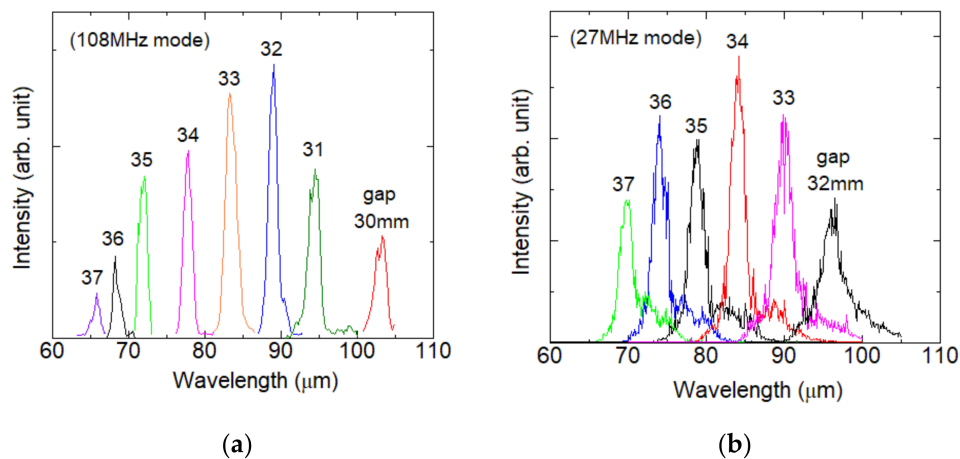 (108MHz mode)
32
33
34
35
31
36
37
gap
30mm
Intensity (arb. unit)
60 70 80 90 100 110
Wavelength (μm)
(a)
(27MHz mode)
34
36
33
35
37
gap
32mm
Intensity (arb. unit)
60 70 80 90 100 110
Wavelength (μm)
(b)